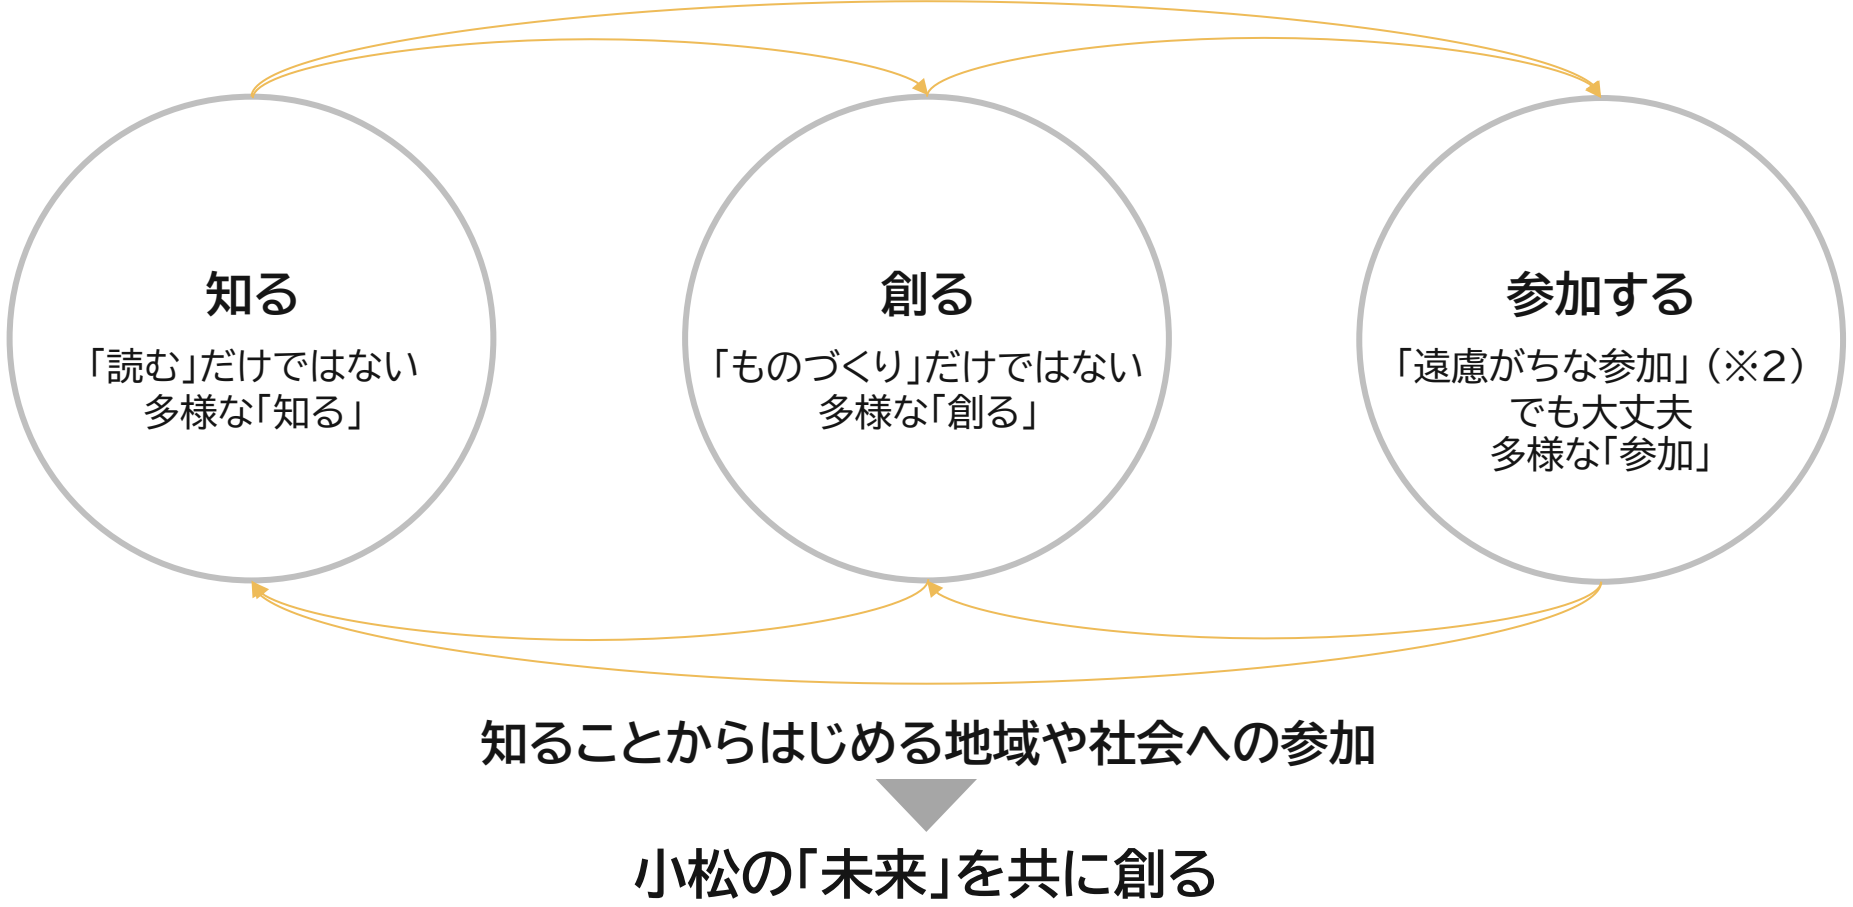 知る
「読む」だけではない
多様な「知る」
創る
「ものづくり」だけではない
多様な「創る」
参加する
「遠慮がちな参加」（※2）
でも大丈夫
多様な「参加」
知ることからはじめる地域や社会への参加
小松の「未来」を共に創る